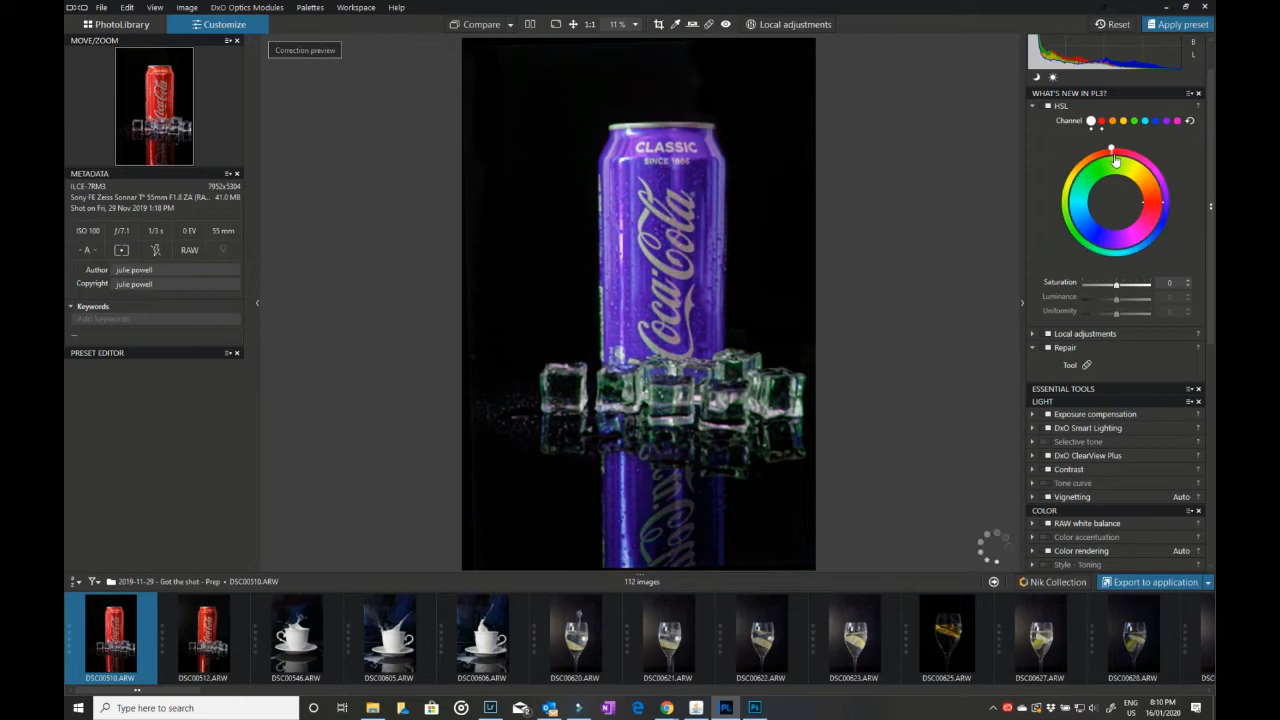 DxO File Edit View Image DxO Optics Modules Palettes Workspace Help
PhotoLibrary Customize Compare 1:1 11 % Local adjustments Reset Apply preset
MOVE/ZOOM
Correction preview
B
L
WHAT'S NEW IN PL3?
HSL ?
Channel
CLASSIC
SINCE 1886
Coca-Cola
METADATA
ILCE-7RM3 7952x5304
Sony FE Zeiss Sonnar T* 55mm F1.8 ZA (RAW) 41.0 MB
Shot on Fri, 29 Nov 2019 1:18 PM
ISO 100 ƒ/7.1 1/3 s 0 EV 55 mm
- A - RAW
Author julie powell
Copyright julie powell
Keywords
Add keywords
PRESET EDITOR
Saturation 0
Luminance 0
Uniformity 0
Local adjustments ?
Repair ?
Tool
ESSENTIAL TOOLS
LIGHT
Exposure compensation ?
DxO Smart Lighting ?
Selective tone ?
DxO ClearView Plus ?
Contrast ?
Tone curve ?
Vignetting Auto ?
COLOR
RAW white balance ?
Color accentuation ?
Color rendering Auto ?
Style - Toning ?
2019-11-29 - Got the shot - Prep • DSC00510.ARW 112 images Nik Collection Export to application
DSC00510.ARW DSC00512.ARW DSC00546.ARW DSC00605.ARW DSC00606.ARW DSC00620.ARW DSC00621.ARW DSC00622.ARW DSC00623.ARW DSC00625.ARW DSC00627.ARW DSC00628.ARW
Type here to search
PL Ps
ENG
US
8:10 PM
16/01/2020